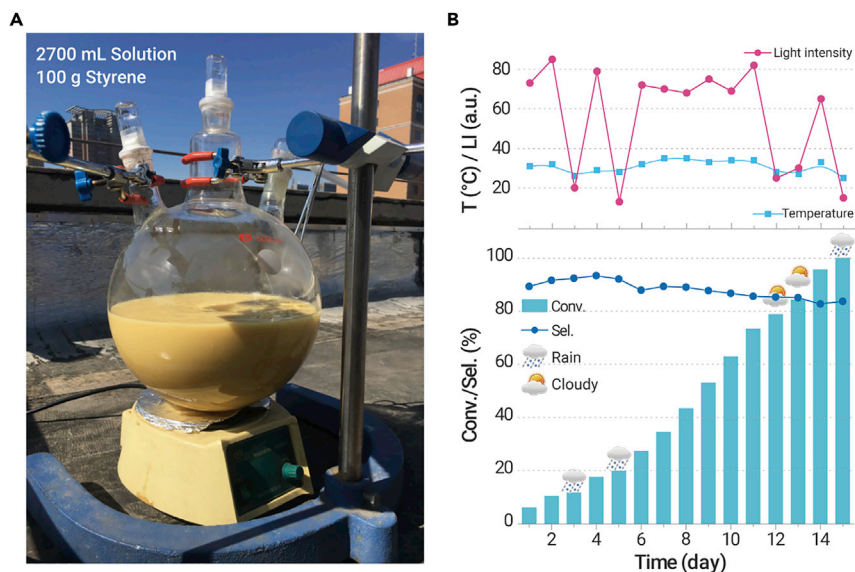 A
2700 mL Solution
100 g Styrene
B
T (°C) / LI (a.u.)
80
60
40
20
Light intensity
Temperature
Conv./Sel. (%)
100
80
60
40
20
0
Conv.
Sel.
Rain
Cloudy
2 4 6 8 10 12 14
Time (day)